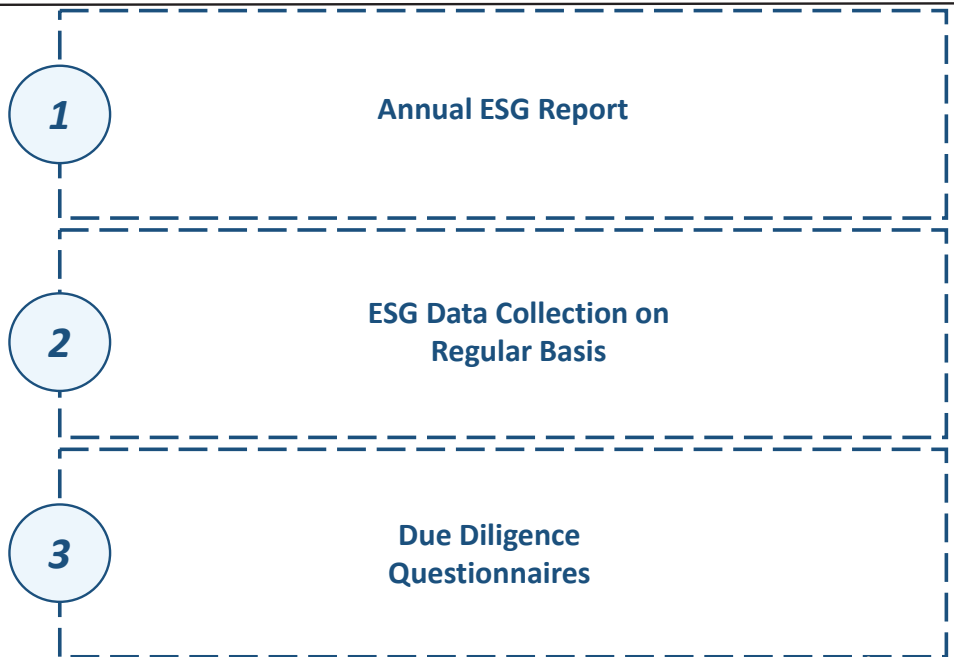 1
Annual ESG Report
2
ESG Data Collection on
Regular Basis
3
Due Diligence
Questionnaires